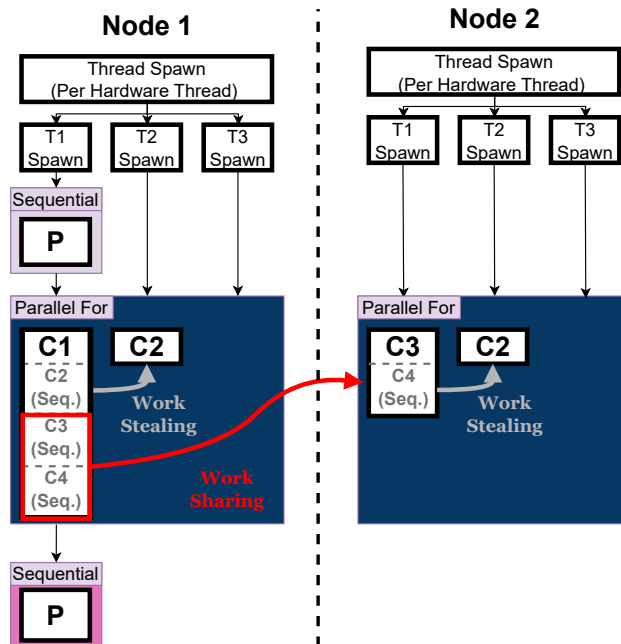 Node 1
Thread Spawn
(Per Hardware Thread)
T1
Spawn
T2
Spawn
T3
Spawn
Sequential
P
Parallel For
C1
C2
(Seq.)
C3
(Seq.)
C4
(Seq.)
C2
Work
Stealing
Work
Sharing
Sequential
P
Node 2
Thread Spawn
(Per Hardware Thread)
T1
Spawn
T2
Spawn
T3
Spawn
Parallel For
C3
C4
(Seq.)
C2
Work
Stealing